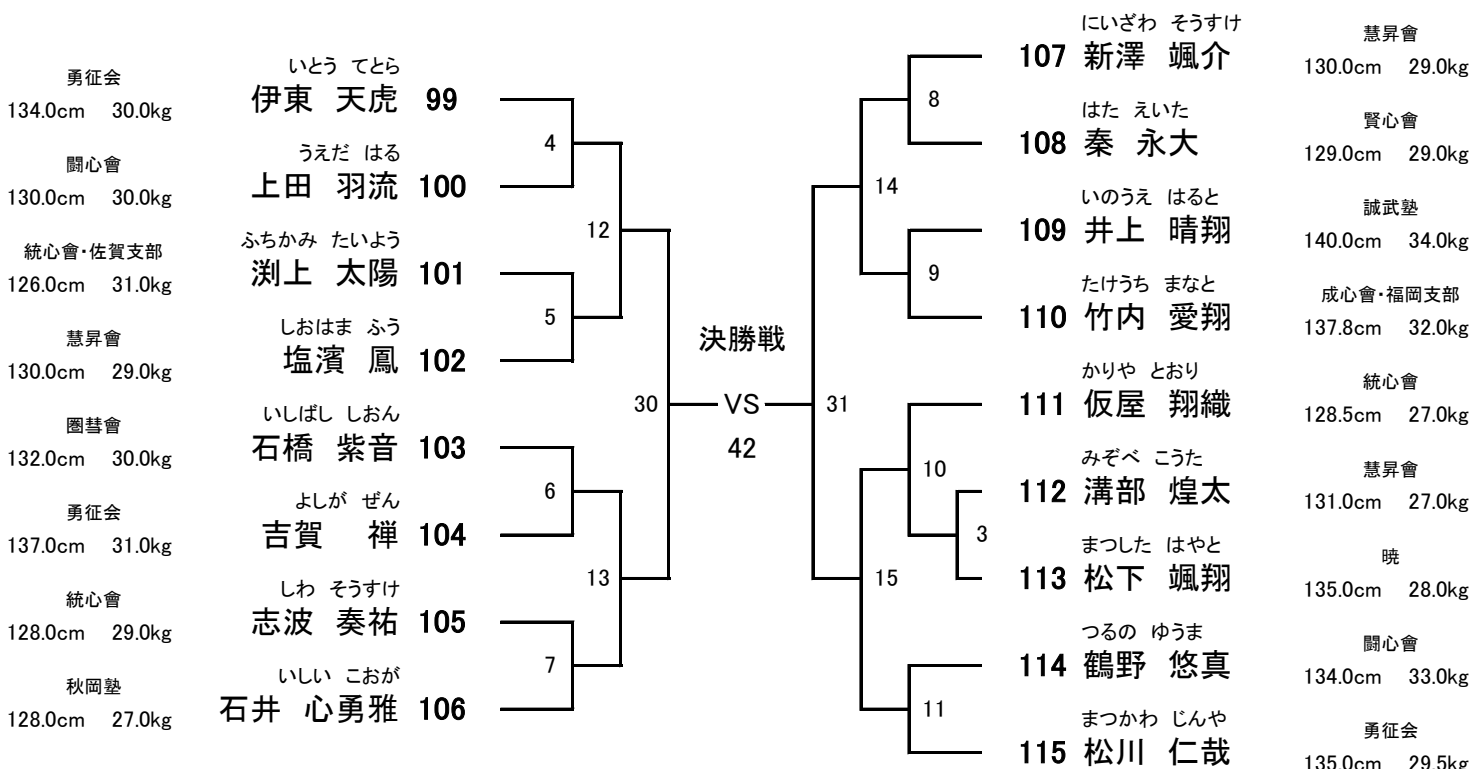 勇征会
134.0cm 30.0kg
いとう てとら
伊東 天虎 99
闘心會
130.0cm 30.0kg
うえだ はる
上田 羽流 100
統心會・佐賀支部
126.0cm 31.0kg
ふちかみ たいよう
渕上 太陽 101
慧昇會
130.0cm 29.0kg
しおはま ふう
塩濱 鳳 102
圏彗會
132.0cm 30.0kg
いしばし しおん
石橋 紫音 103
勇征会
137.0cm 31.0kg
よしが ぜん
吉賀 禅 104
統心會
128.0cm 29.0kg
しわ そうすけ
志波 奏祐 105
秋岡塾
128.0cm 27.0kg
いしい こおが
石井 心勇雅 106
4
12
5
6
13
7
30
決勝戦
VS
42
31
8
14
9
10
3
15
11
にいざわ そうすけ
107 新澤 颯介
慧昇會
130.0cm 29.0kg
はた えいた
108 秦 永大
賢心會
129.0cm 29.0kg
いのうえ はると
109 井上 晴翔
誠武塾
140.0cm 34.0kg
たけうち まなと
110 竹内 愛翔
成心會・福岡支部
137.8cm 32.0kg
かりや とおり
111 仮屋 翔織
統心會
128.5cm 27.0kg
みぞべ こうた
112 溝部 煌太
慧昇會
131.0cm 27.0kg
まつした はやと
113 松下 颯翔
暁
135.0cm 28.0kg
つるの ゆうま
114 鶴野 悠真
闘心會
134.0cm 33.0kg
まつかわ じんや
115 松川 仁哉
勇征会
135.0cm 29.5kg